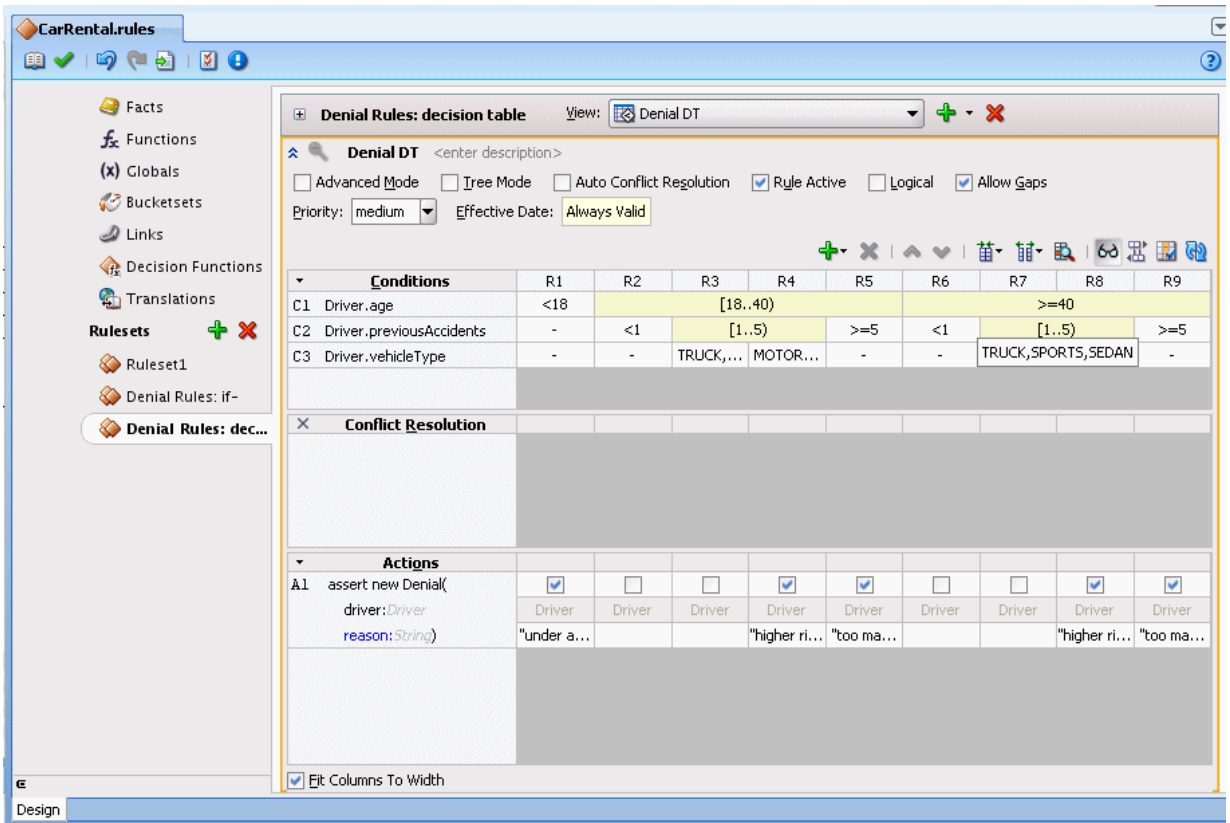 CarRental.rules
Facts
Functions
Globals
Bucketsets
Links
Decision Functions
Translations
Rulesets
Ruleset1
Denial Rules: if-
Denial Rules: dec...
Denial Rules: decision table View: Denial DT
Denial DT <enter description>
Advanced Mode Tree Mode Auto Conflict Resolution Rule Active Logical Allow Gaps
Priority: medium Effective Date: Always Valid
Conditions R1 R2 R3 R4 R5 R6 R7 R8 R9
C1 Driver.age <18 [18..40) >=40
C2 Driver.previousAccidents - <1 [1..5) >=5 <1 [1..5) >=5
C3 Driver.vehicleType - - TRUCK,... MOTOR... - - TRUCK,SPORTS,SEDAN -
Conflict Resolution
Actions
A1 assert new Denial(
driver:Driver Driver Driver Driver Driver Driver Driver Driver Driver Driver
reason:String) "under a... "higher ri... "too ma... "higher ri... "too ma...
Fit Columns To Width
Design